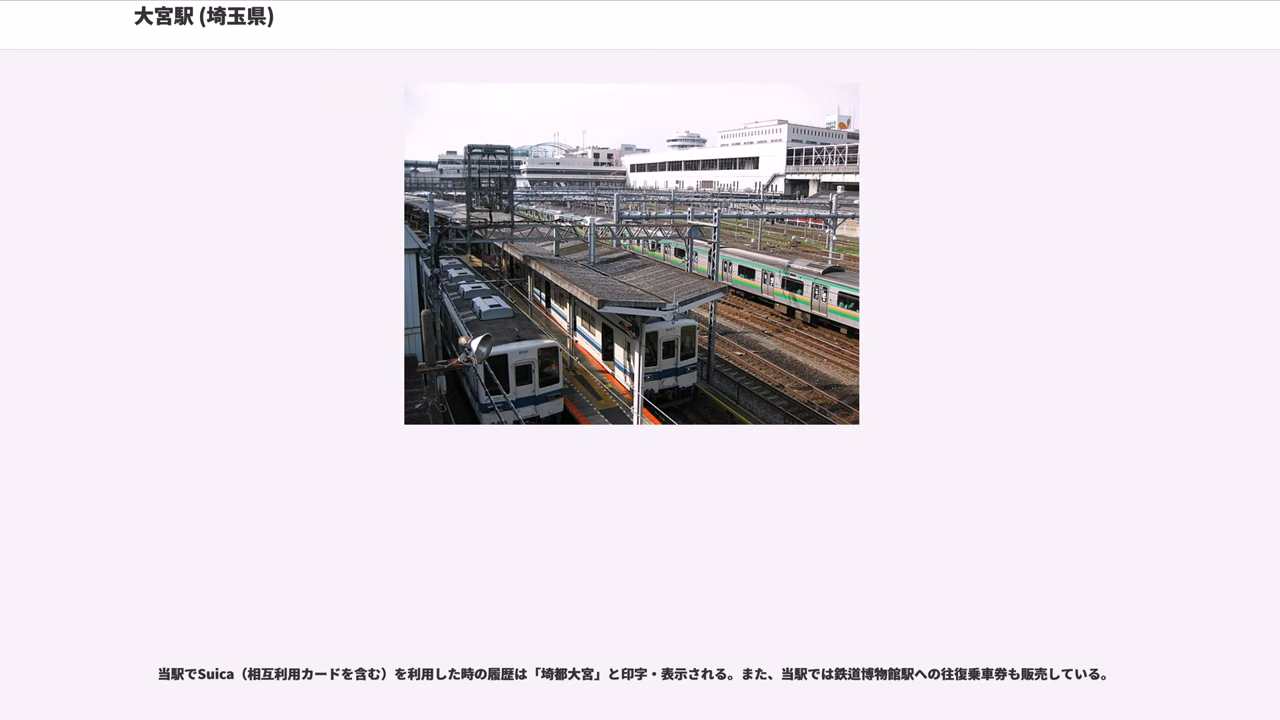 大宮駅 (埼玉県)
当駅でSuica（相互利用カードを含む）を利用した時の履歴は「埼都大宮」と印字・表示される。また、当駅では鉄道博物館駅への往復乗車券も販売している。